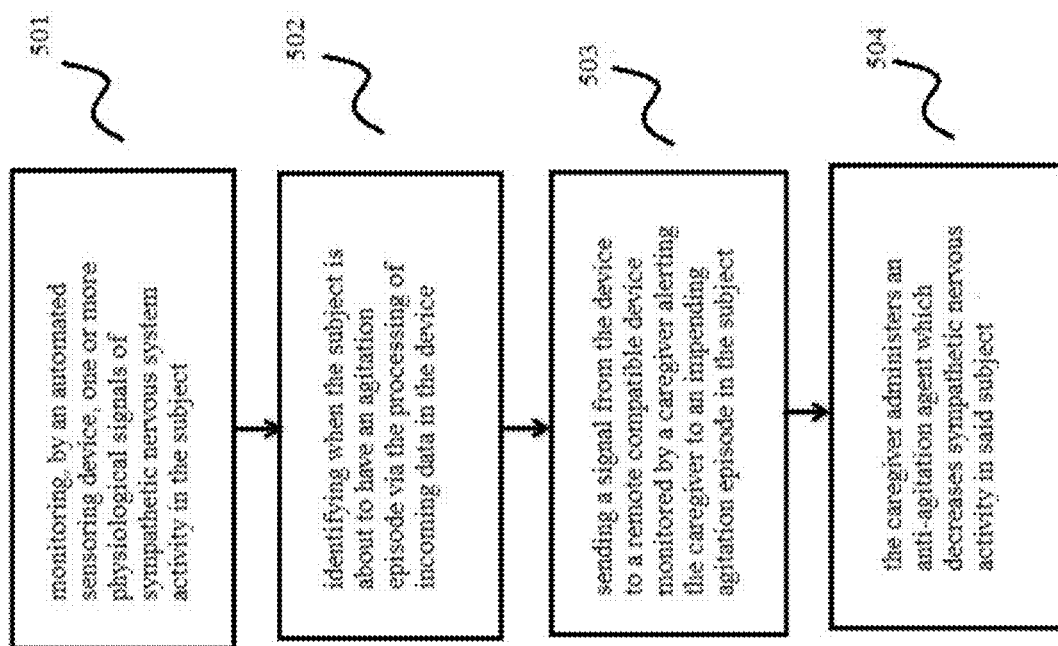 501
monitoring, by an automated
sensoring device, one or more
physiological signals of
sympathetic nervous system
activity in the subject
502
identifying when the subject is
about to have an agitation
episode via the processing of
incoming data in the device
503
sending a signal from the device
to a remote compatible device
monitored by a caregiver alerting
the caregiver to an impending
agitation episode in the subject
504
the caregiver administers an
anti-agitation agent which
decreases sympathetic nervous
activity in said subject